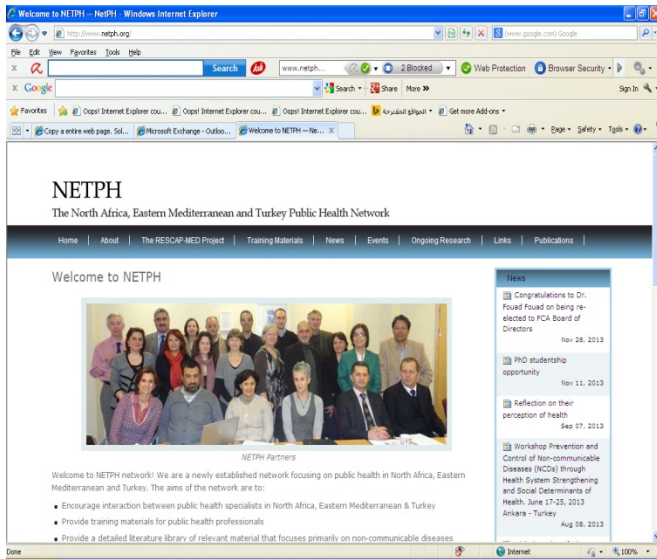 Welcome to NETPH — NetPH - Windows Internet Explorer
http://www.netph.org/
(www.google.com) Google
File Edit View Favorites Tools Help
Search Ask www.netph... 2 Blocked Web Protection Browser Security
Google Search Share More >> Sign In
Favorites Oops! Internet Explorer cou... Oops! Internet Explorer cou... Oops! Internet Explorer cou... المواقع المقترحة Get more Add-ons
Copy a entire web page. Sol... Microsoft Exchange - Outloo... Welcome to NETPH — Ne... X Page Safety Tools
NETPH
The North Africa, Eastern Mediterranean and Turkey Public Health Network
Home | About | The RESCAP-MED Project | Training Materials | News | Events | Ongoing Research | Links | Publications |
Welcome to NETPH
NETPH Partners
Welcome to NETPH network! We are a newly established network focusing on public health in North Africa, Eastern
Mediterranean and Turkey. The aims of the network are to:
Encourage interaction between public health specialists in North Africa, Eastern Mediterranean & Turkey
Provide training materials for public health professionals
Provide a detailed literature library of relevant material that focuses primarily on non-communicable diseases
News
Congratulations to Dr.
Fouad Fouad on being re-
elected to FCA Board of
Directors
Nov 28, 2013
PhD studentship
opportunity
Nov 11, 2013
Reflection on their
perception of health
Sep 07, 2013
Workshop Prevention and
Control of Non-communicable
Diseases (NCDs) through
Health System Strengthening
and Social Determinants of
Health. June 17-25, 2013
Ankara - Turkey
Aug 08, 2013
Done Internet 100%